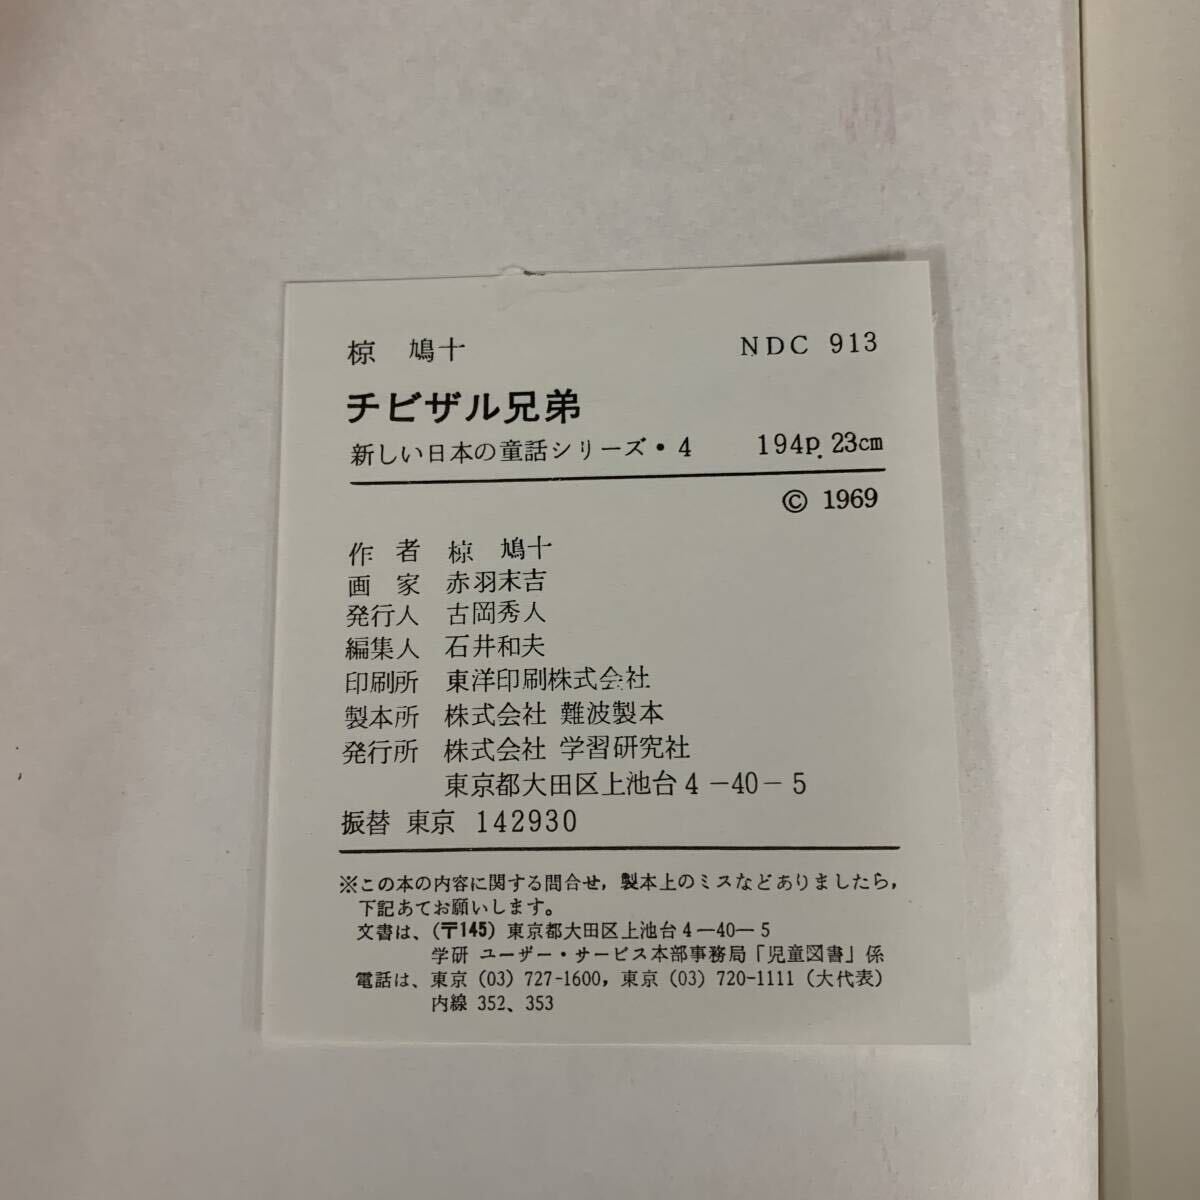 椋　鳩十　NDC 913
チビザル兄弟
新しい日本の童話シリーズ・4　194p. 23cm
© 1969
作　者　椋　鳩十
画　家　赤羽末吉
発行人　古岡秀人
編集人　石井和夫
印刷所　東洋印刷株式会社
製本所　株式会社 難波製本
発行所　株式会社 学習研究社
東京都大田区上池台4－40－5
振替 東京 142930
※この本の内容に関する問合せ，製本上のミスなどありましたら，
下記あてお願いします。
文書は、(〒145) 東京都大田区上池台4―40―5
学研 ユーザー・サービス本部事務局「児童図書」係
電話は、東京 (03) 727-1600，東京 (03) 720-1111 (大代表)
内線 352、353